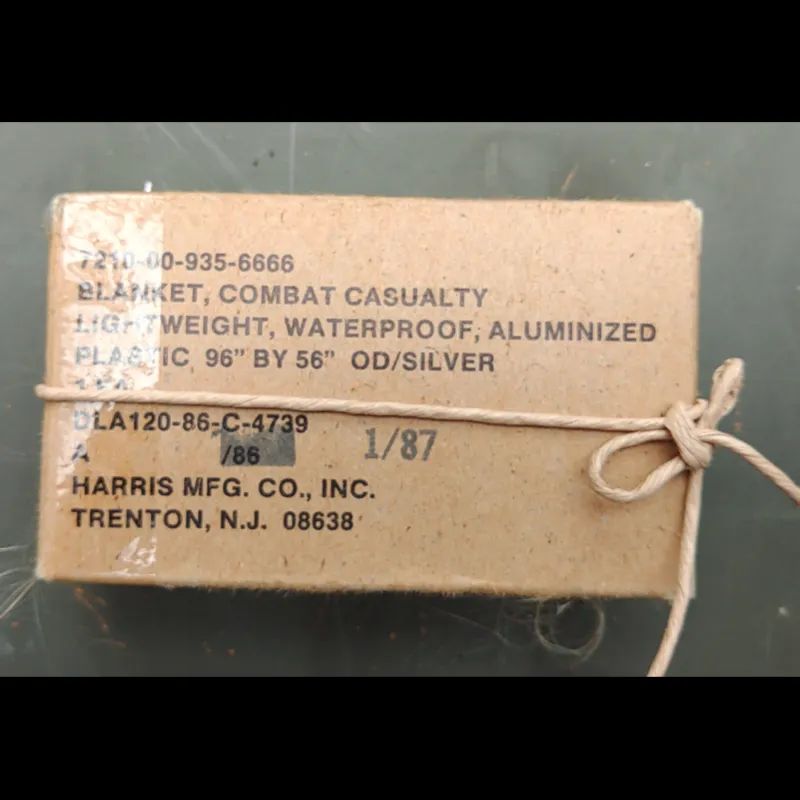 7210-00-935-6666
BLANKET, COMBAT CASUALTY
LIGHTWEIGHT, WATERPROOF, ALUMINIZED
PLASTIC 96" BY 56" OD/SILVER
DLA120-86-C-4739
A /86 1/87
HARRIS MFG. CO., INC.
TRENTON, N.J. 08638